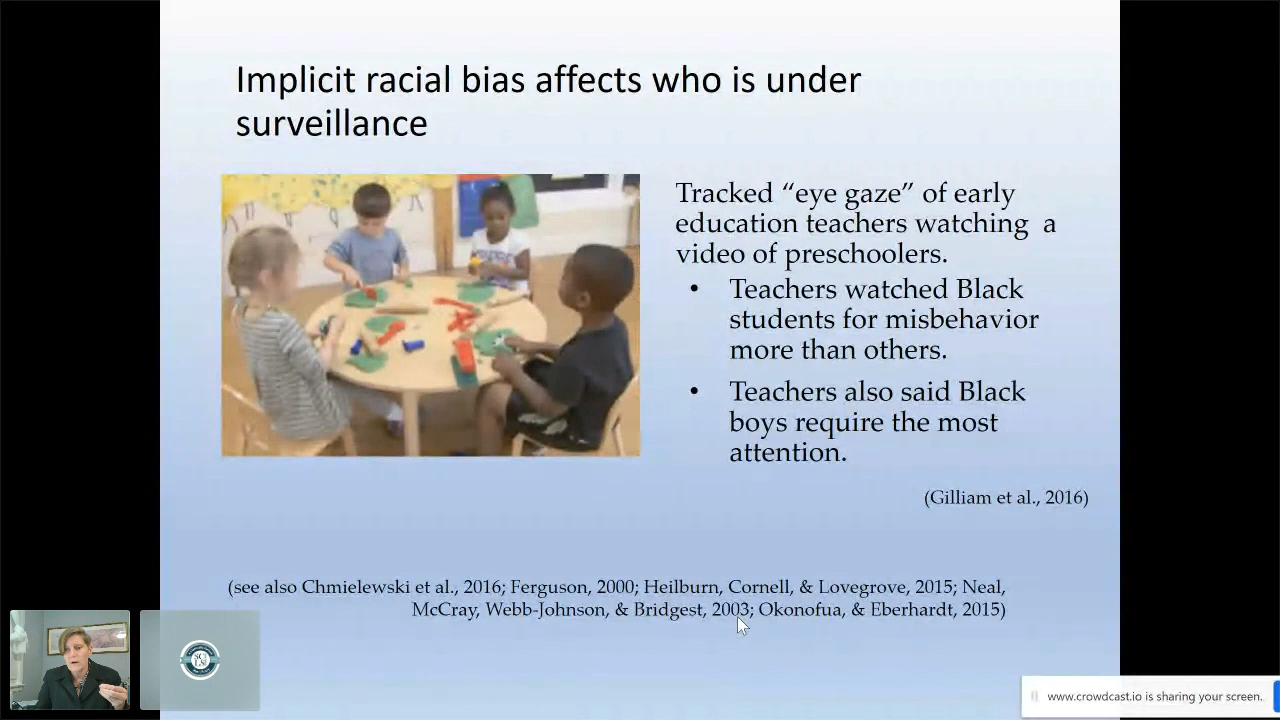 Implicit racial bias affects who is under
surveillance
Tracked “eye gaze” of early
education teachers watching  a
video of preschoolers.
• Teachers watched Black
students for misbehavior
more than others.
• Teachers also said Black
boys require the most
attention.
(Gilliam et al., 2016)
(see also Chmielewski et al., 2016; Ferguson, 2000; Heilburn, Cornell, & Lovegrove, 2015; Neal,
McCray, Webb-Johnson, & Bridgest, 2003; Okonofua, & Eberhardt, 2015)
www.crowdcast.io is sharing your screen.